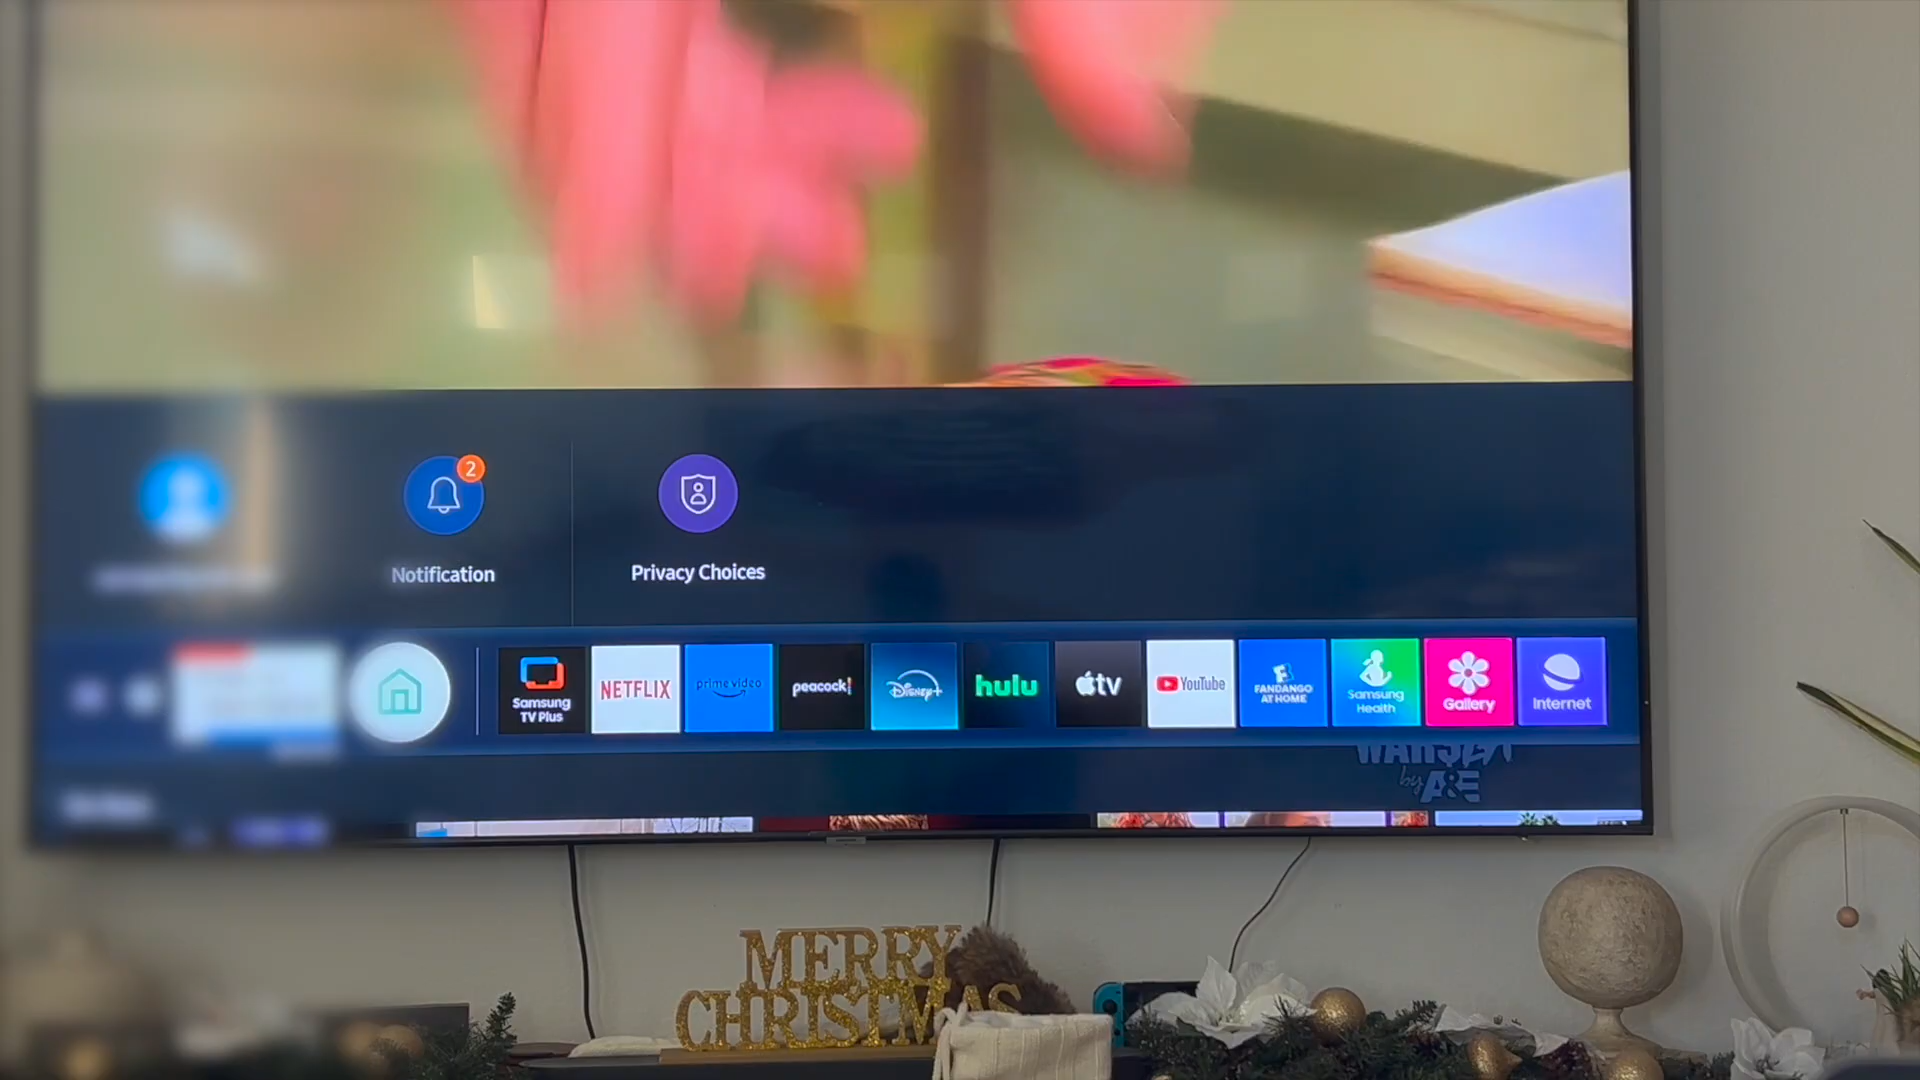 2
Notification
Privacy Choices
Samsung
TV Plus
NETFLIX
prime video
peacock!
Disney+
hulu
tv
YouTube
FANDANGO
AT HOME
Samsung
Health
Gallery
Internet
by A&E
MERRY
CHRISTMAS